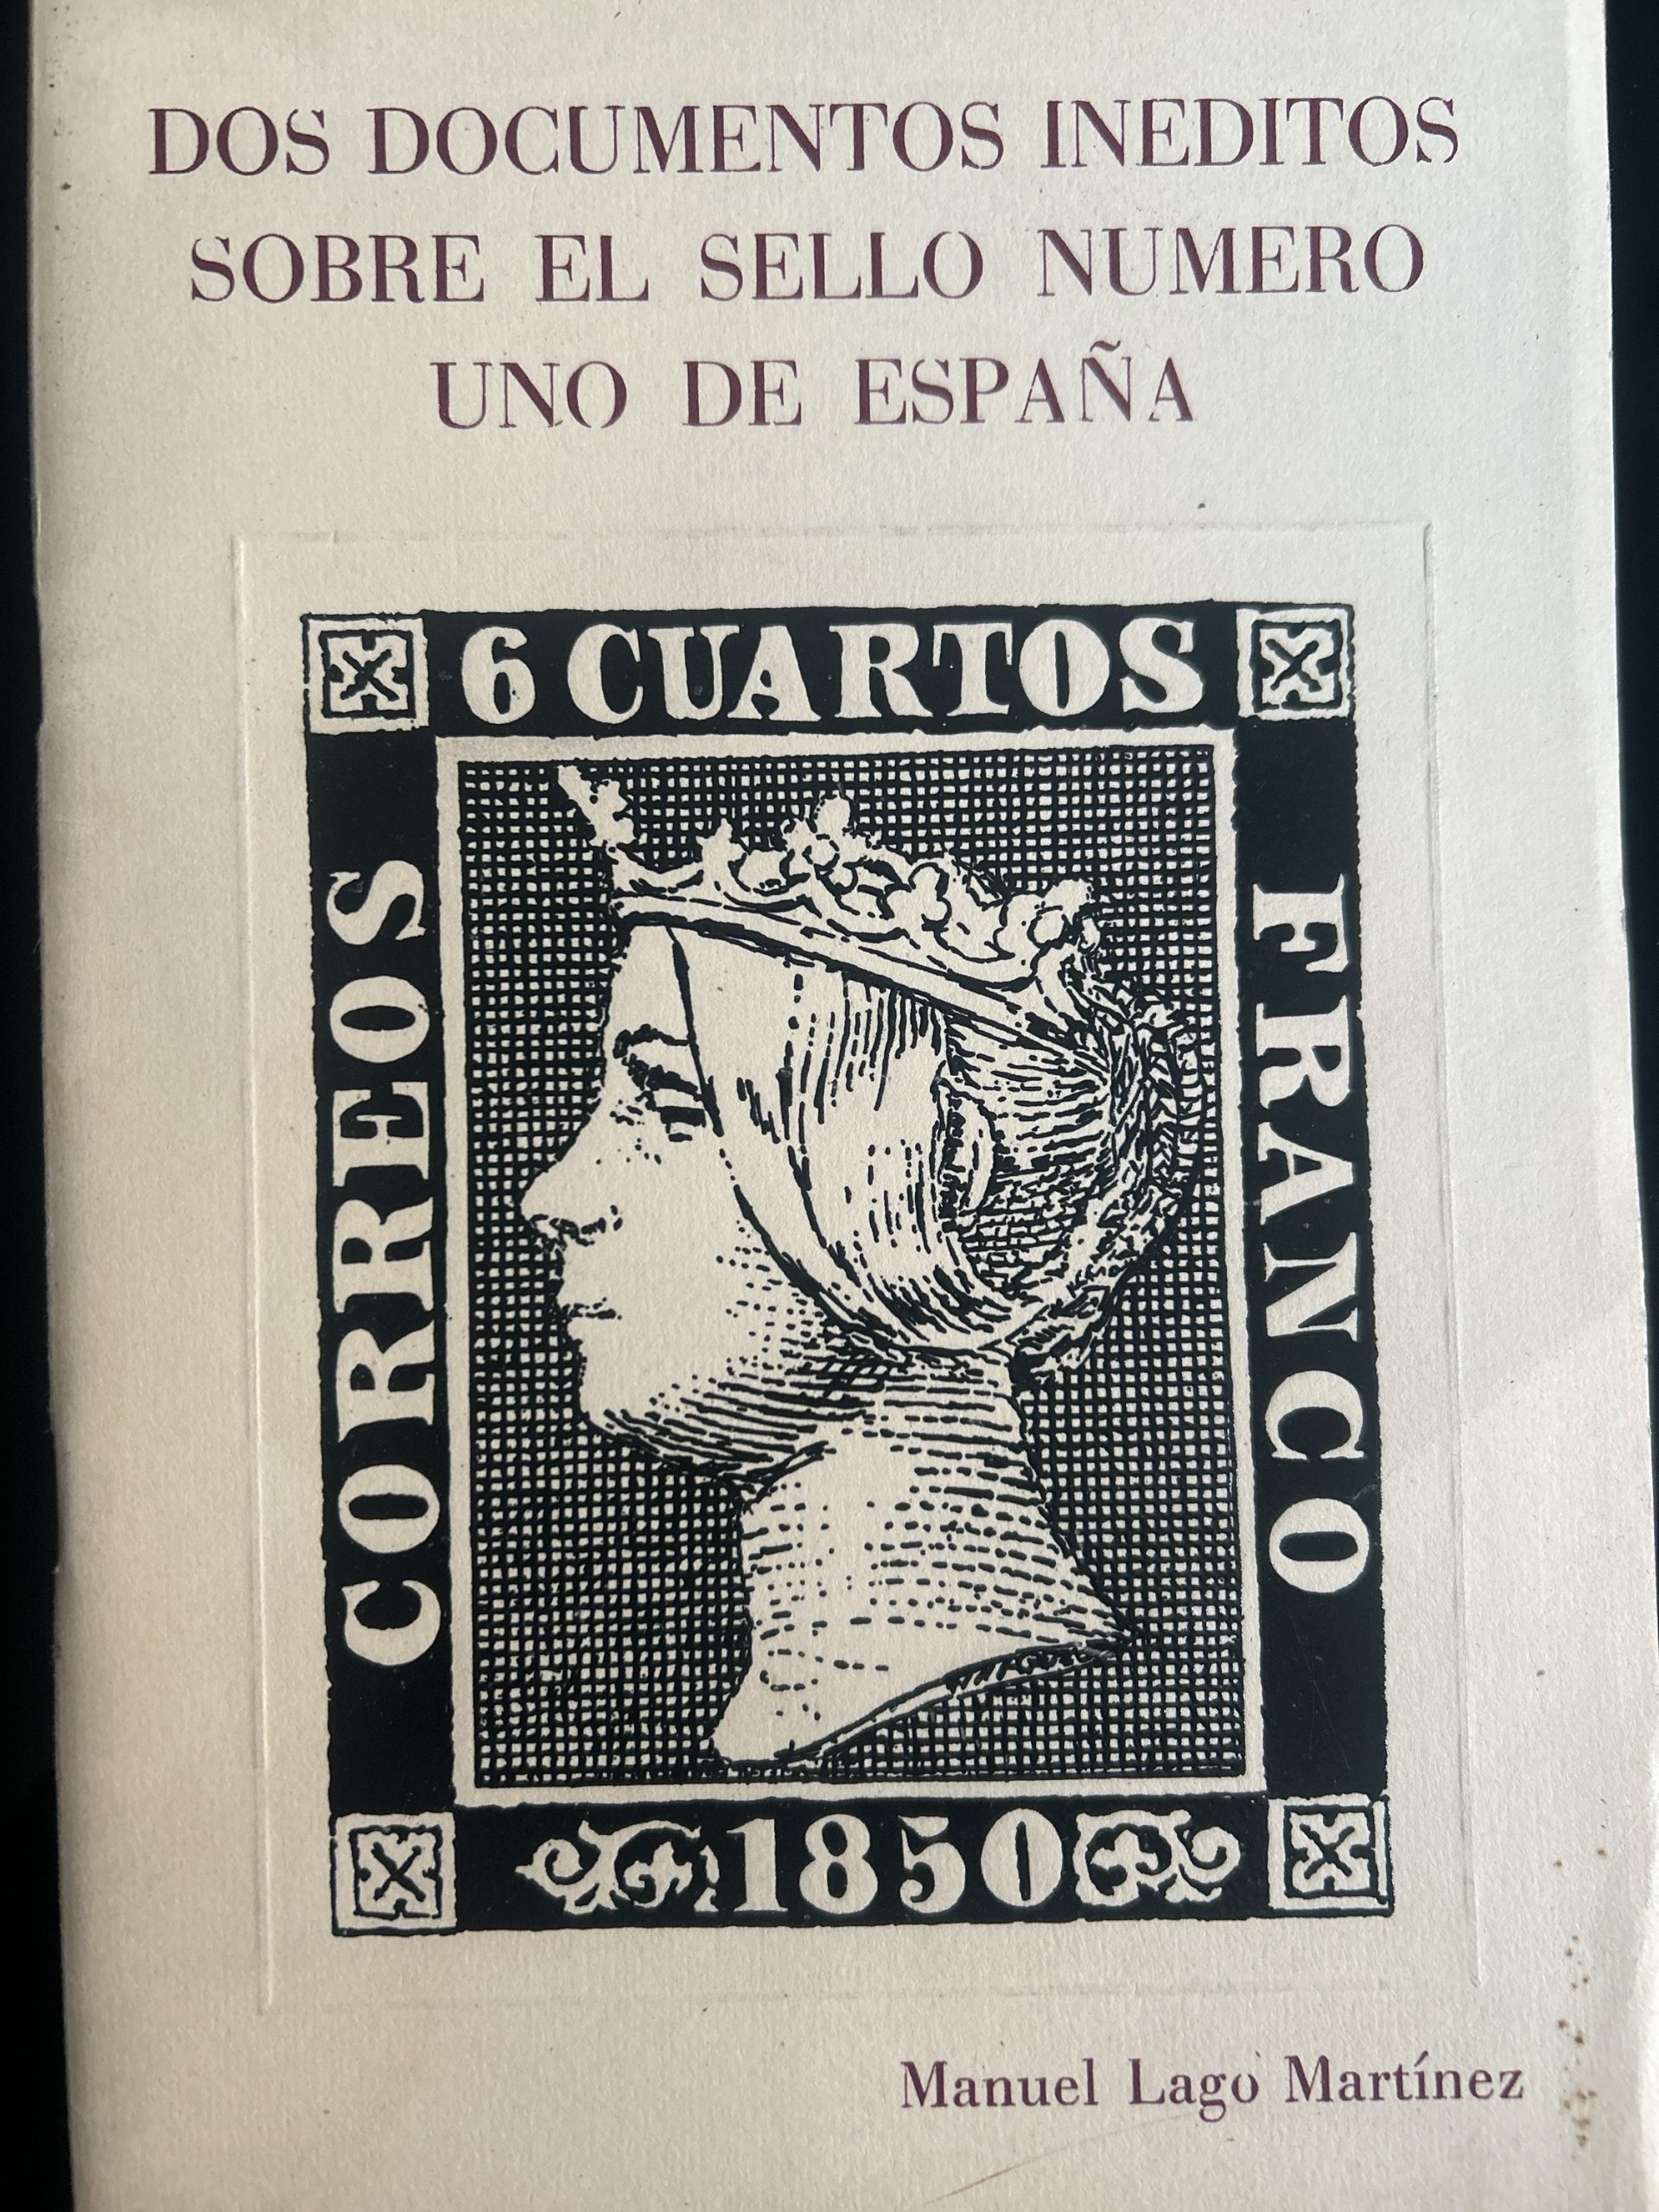 DOS DOCUMENTOS INEDITOS
SOBRE EL SELLO NUMERO
UNO DE ESPAÑA
6 CUARTOS
CORREOS
FRANCO
1850
Manuel Lago Martínez